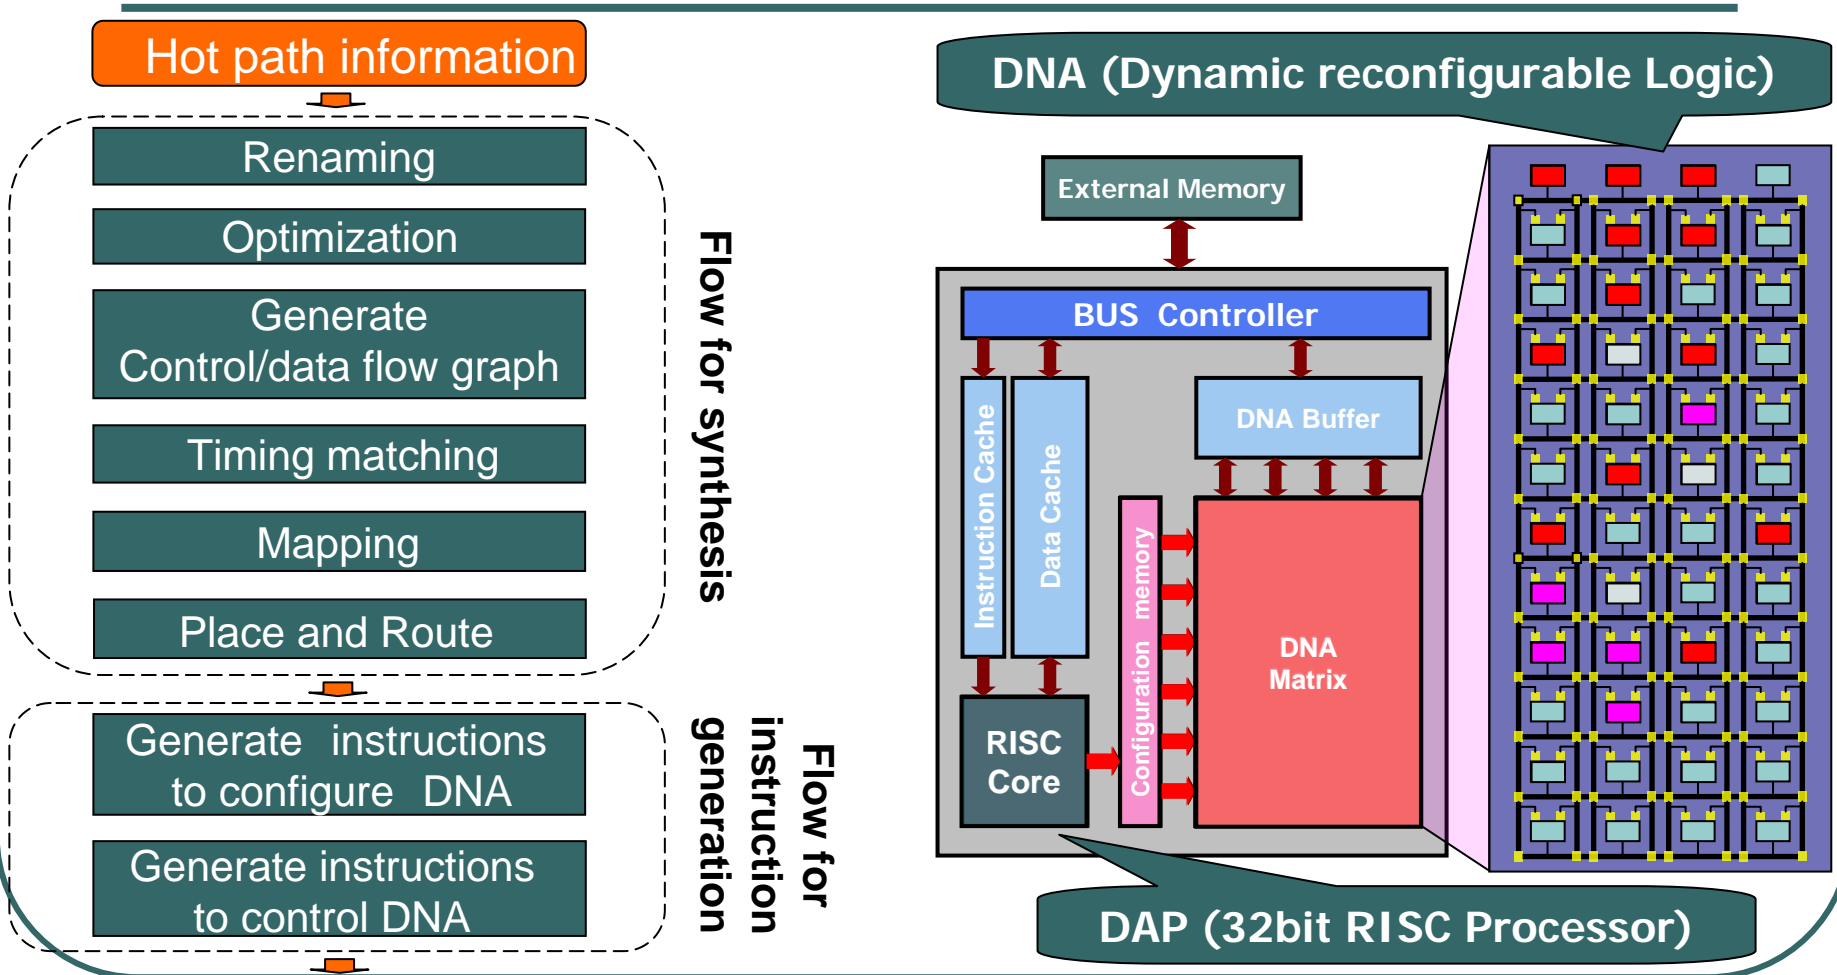 Hot path information
Renaming
Optimization
Generate
Control/data flow graph
Timing matching
Mapping
Place and Route
Flow for synthesis
Generate instructions
to configure DNA
Generate instructions
to control DNA
Flow for
instruction
generation
DNA (Dynamic reconfigurable Logic)
External Memory
BUS Controller
Instruction Cache
Data Cache
DNA Buffer
Configuration memory
DNA
Matrix
RISC
Core
DAP (32bit RISC Processor)